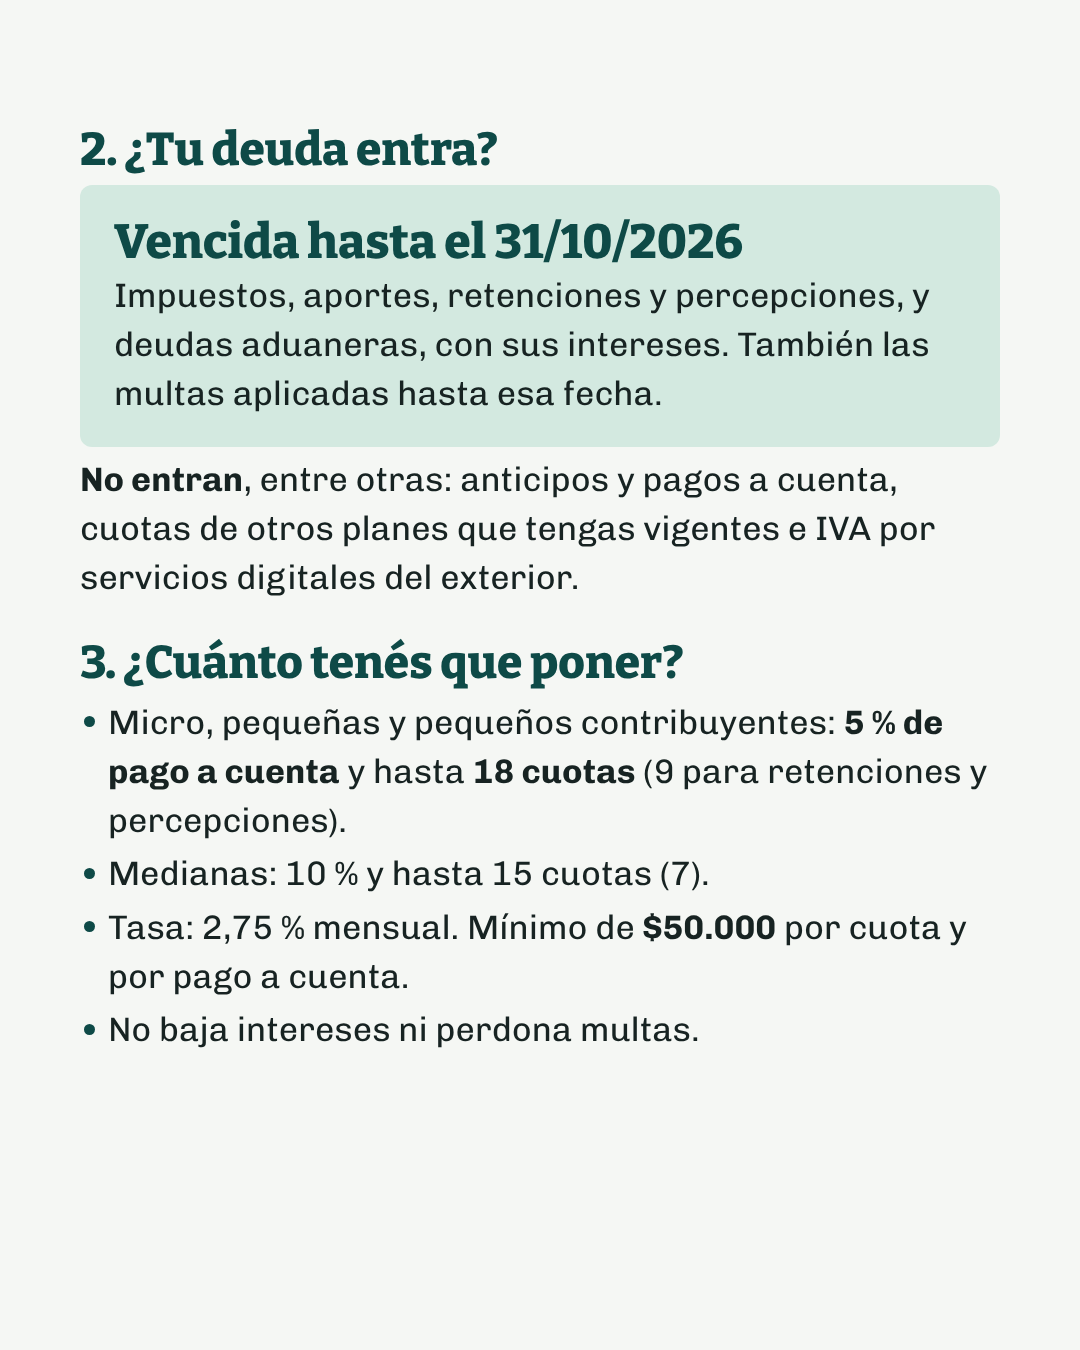 2. ¿Tu deuda entra?
Vencida hasta el 31/10/2026
Impuestos, aportes, retenciones y percepciones, y
deudas aduaneras, con sus intereses. También las
multas aplicadas hasta esa fecha.
No entran, entre otras: anticipos y pagos a cuenta,
cuotas de otros planes que tengas vigentes e IVA por
servicios digitales del exterior.
3. ¿Cuánto tenés que poner?
• Micro, pequeñas y pequeños contribuyentes: 5 % de
pago a cuenta y hasta 18 cuotas (9 para retenciones y
percepciones).
• Medianas: 10 % y hasta 15 cuotas (7).
• Tasa: 2,75 % mensual. Mínimo de $50.000 por cuota y
por pago a cuenta.
• No baja intereses ni perdona multas.